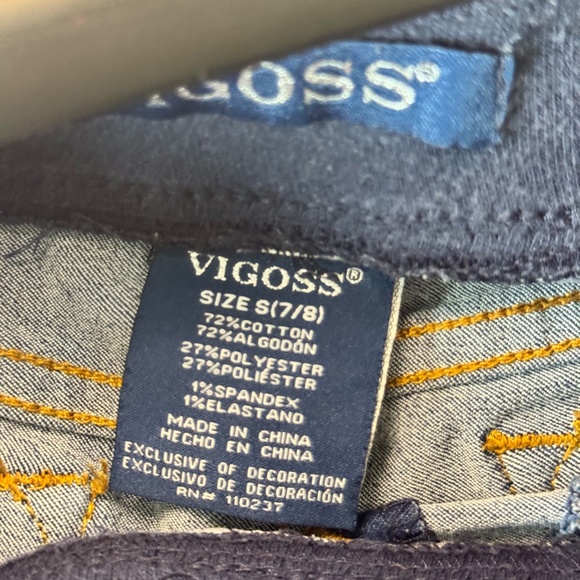 IGOSS®
VIGOSS®
SIZE S(7/8)
72%COTTON
72%ALGODÓN
27%POLYESTER
27%POLIÉSTER
1%SPANDEX
1%ELASTANO
MADE IN CHINA
HECHO EN CHINA
EXCLUSIVE OF DECORATION
EXCLUSIVO DE DECORACIÓN
RN# 110237